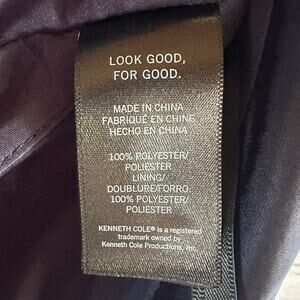 LOOK GOOD,
FOR GOOD.
MADE IN CHINA
FABRIQUÉ EN CHINE
HECHO EN CHINA
100% POLYESTER/
POLIESTER
LINING/
DOUBLURE/FORRO:
100% POLYESTER/
POLIESTER
KENNETH COLE® is a registered
trademark owned by
Kenneth Cole Productions, Inc.